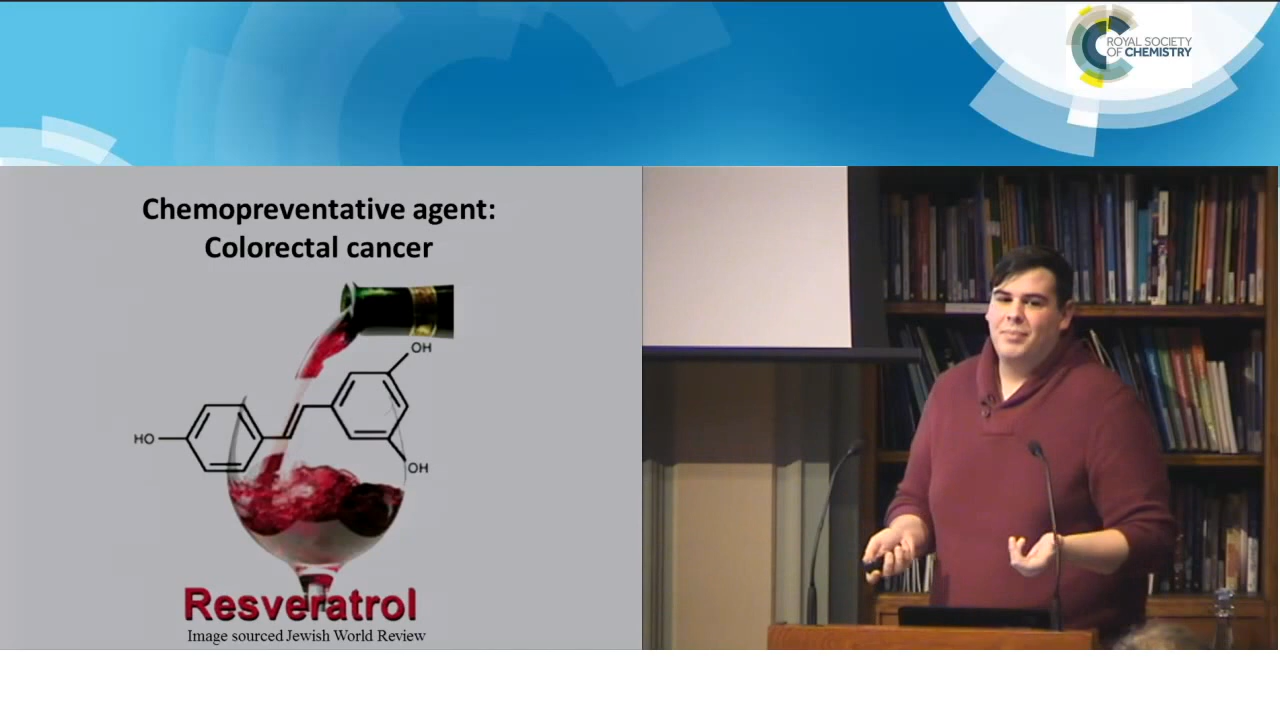 ROYAL SOCIETY
OF CHEMISTRY
Chemopreventative agent:
Colorectal cancer
OH
HO
OH
Resveratrol
Image sourced Jewish World Review